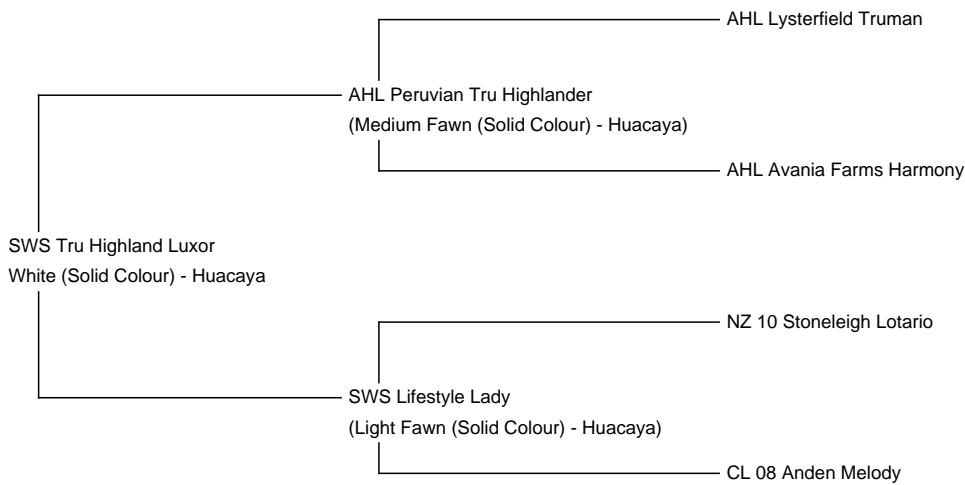 AHL Lysterfield Truman
AHL Peruvian Tru Highlander
(Medium Fawn (Solid Colour) - Huacaya)
AHL Avania Farms Harmony
SWS Tru Highland Luxor
White (Solid Colour) - Huacaya
NZ 10 Stoneleigh Lotario
SWS Lifestyle Lady
(Light Fawn (Solid Colour) - Huacaya)
CL 08 Anden Melody